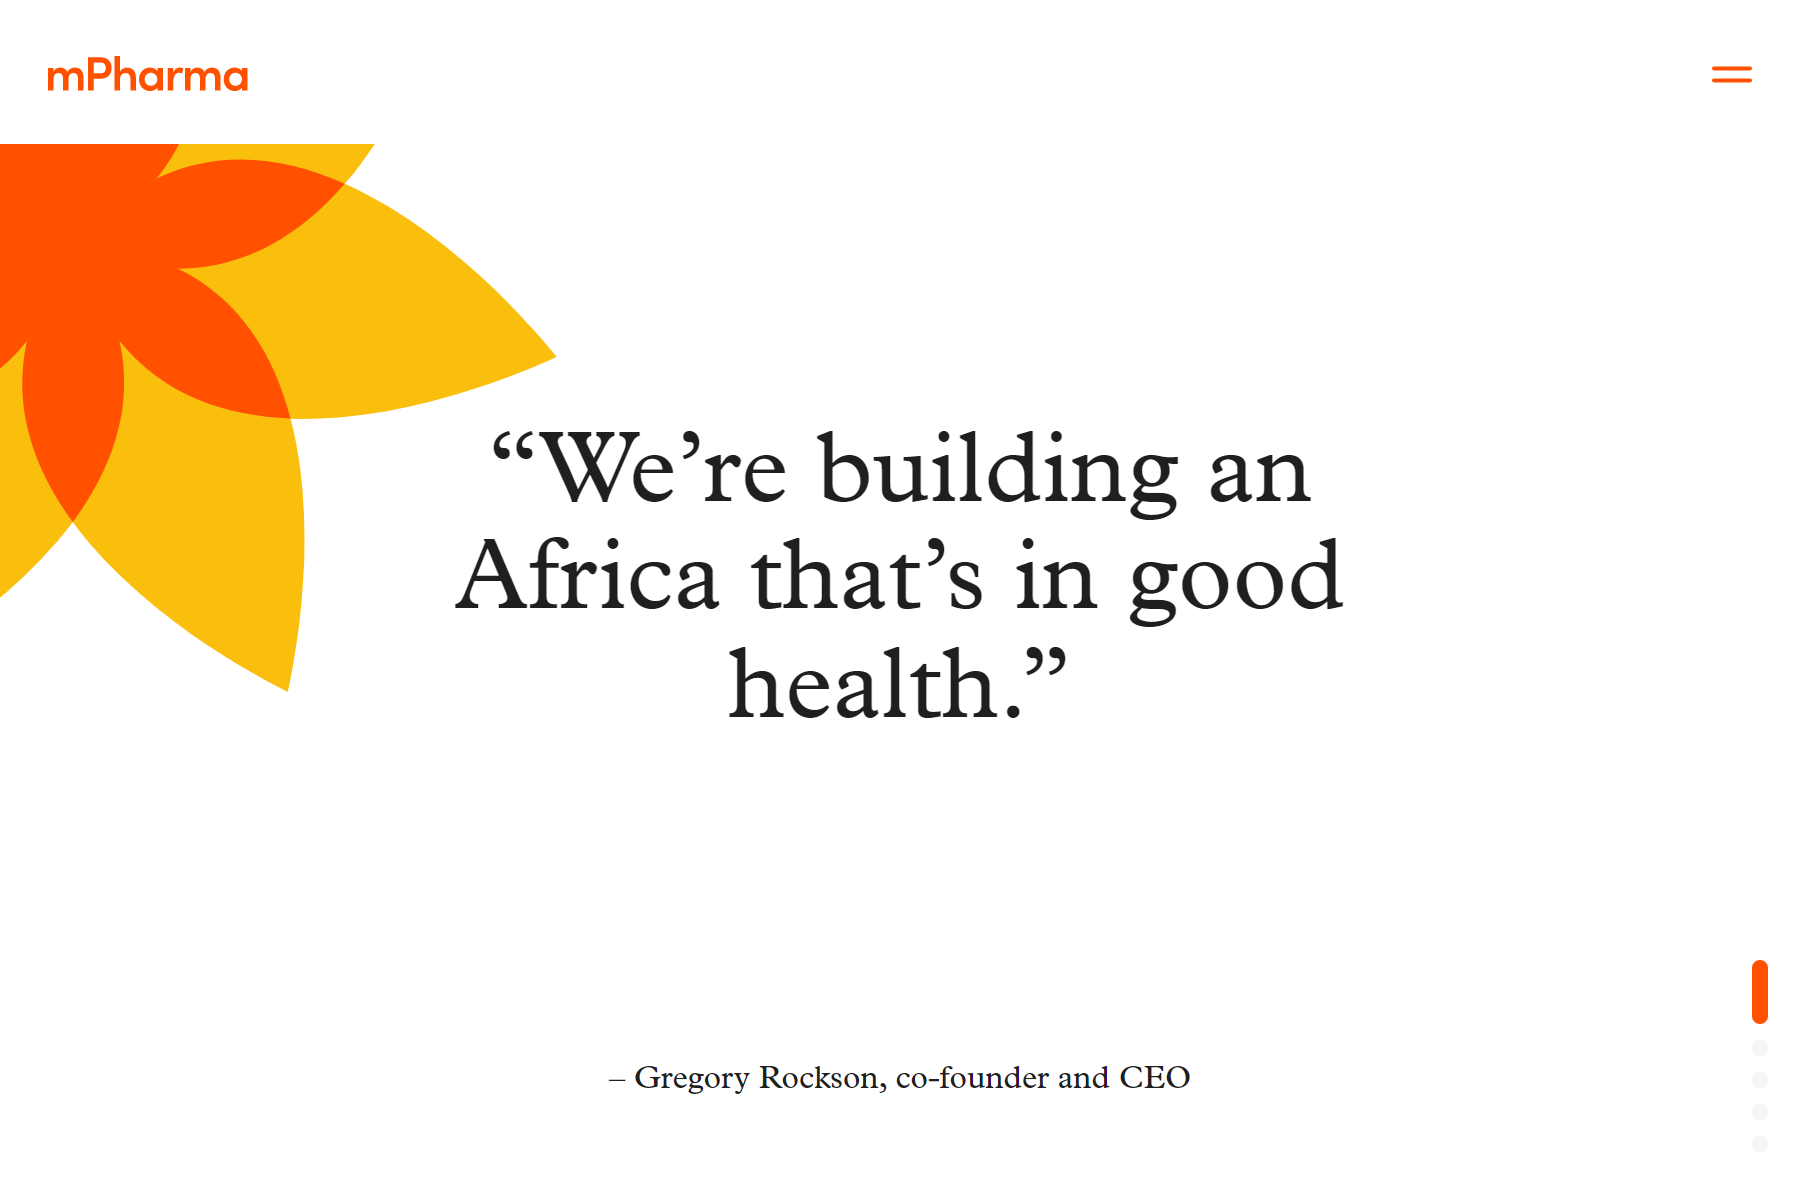 mPharma
“We’re building an
Africa that’s in good
health.”
– Gregory Rockson, co-founder and CEO